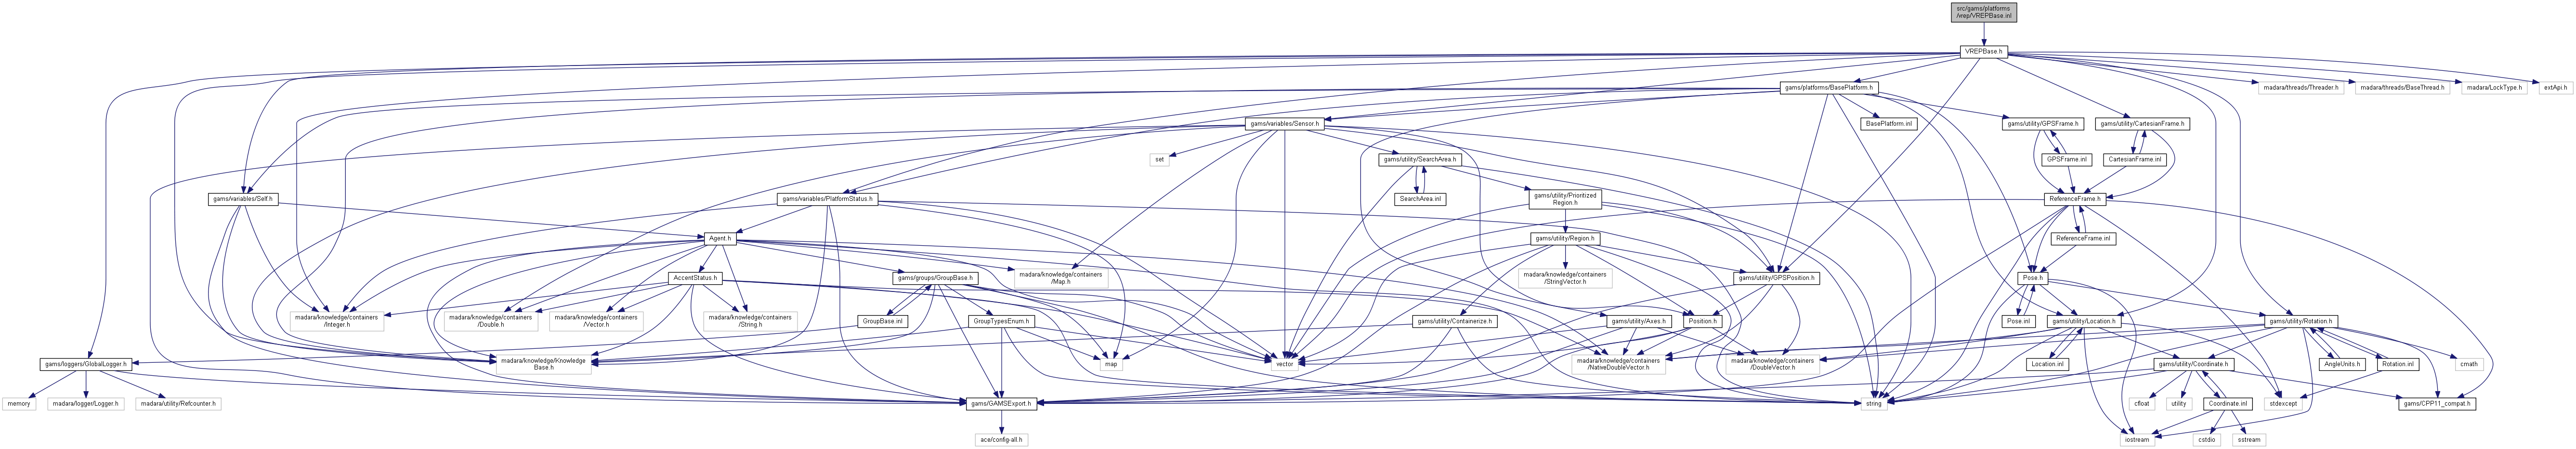 src/gams/platforms
/vrep/VREPBase.inl
VREPBase.h
gams/platforms/BasePlatform.h
madara/threads/Threader.h
madara/threads/BaseThread.h
madara/LockType.h
extApi.h
gams/variables/Sensor.h
BasePlatform.inl
gams/utility/GPSFrame.h
gams/utility/CartesianFrame.h
set
gams/utility/SearchArea.h
GPSFrame.inl
CartesianFrame.inl
gams/variables/Self.h
gams/variables/PlatformStatus.h
SearchArea.inl
gams/utility/Prioritized
Region.h
ReferenceFrame.h
Agent.h
gams/utility/Region.h
ReferenceFrame.inl
AccentStatus.h
gams/groups/GroupBase.h
madara/knowledge/containers
/Map.h
madara/knowledge/containers
/StringVector.h
gams/utility/GPSPosition.h
Pose.h
madara/knowledge/containers
/Integer.h
madara/knowledge/containers
/Double.h
madara/knowledge/containers
/Vector.h
madara/knowledge/containers
/String.h
GroupBase.inl
GroupTypesEnum.h
gams/utility/Containerize.h
gams/utility/Axes.h
Position.h
Pose.inl
gams/utility/Location.h
gams/utility/Rotation.h
gams/loggers/GlobalLogger.h
madara/knowledge/Knowledge
Base.h
map
vector
madara/knowledge/containers
/NativeDoubleVector.h
madara/knowledge/containers
/DoubleVector.h
Location.inl
gams/utility/Coordinate.h
AngleUnits.h
Rotation.inl
cmath
memory
madara/logger/Logger.h
madara/utility/Refcounter.h
gams/GAMSExport.h
string
cfloat
utility
Coordinate.inl
stdexcept
gams/CPP11_compat.h
ace/config-all.h
iostream
cstdio
sstream